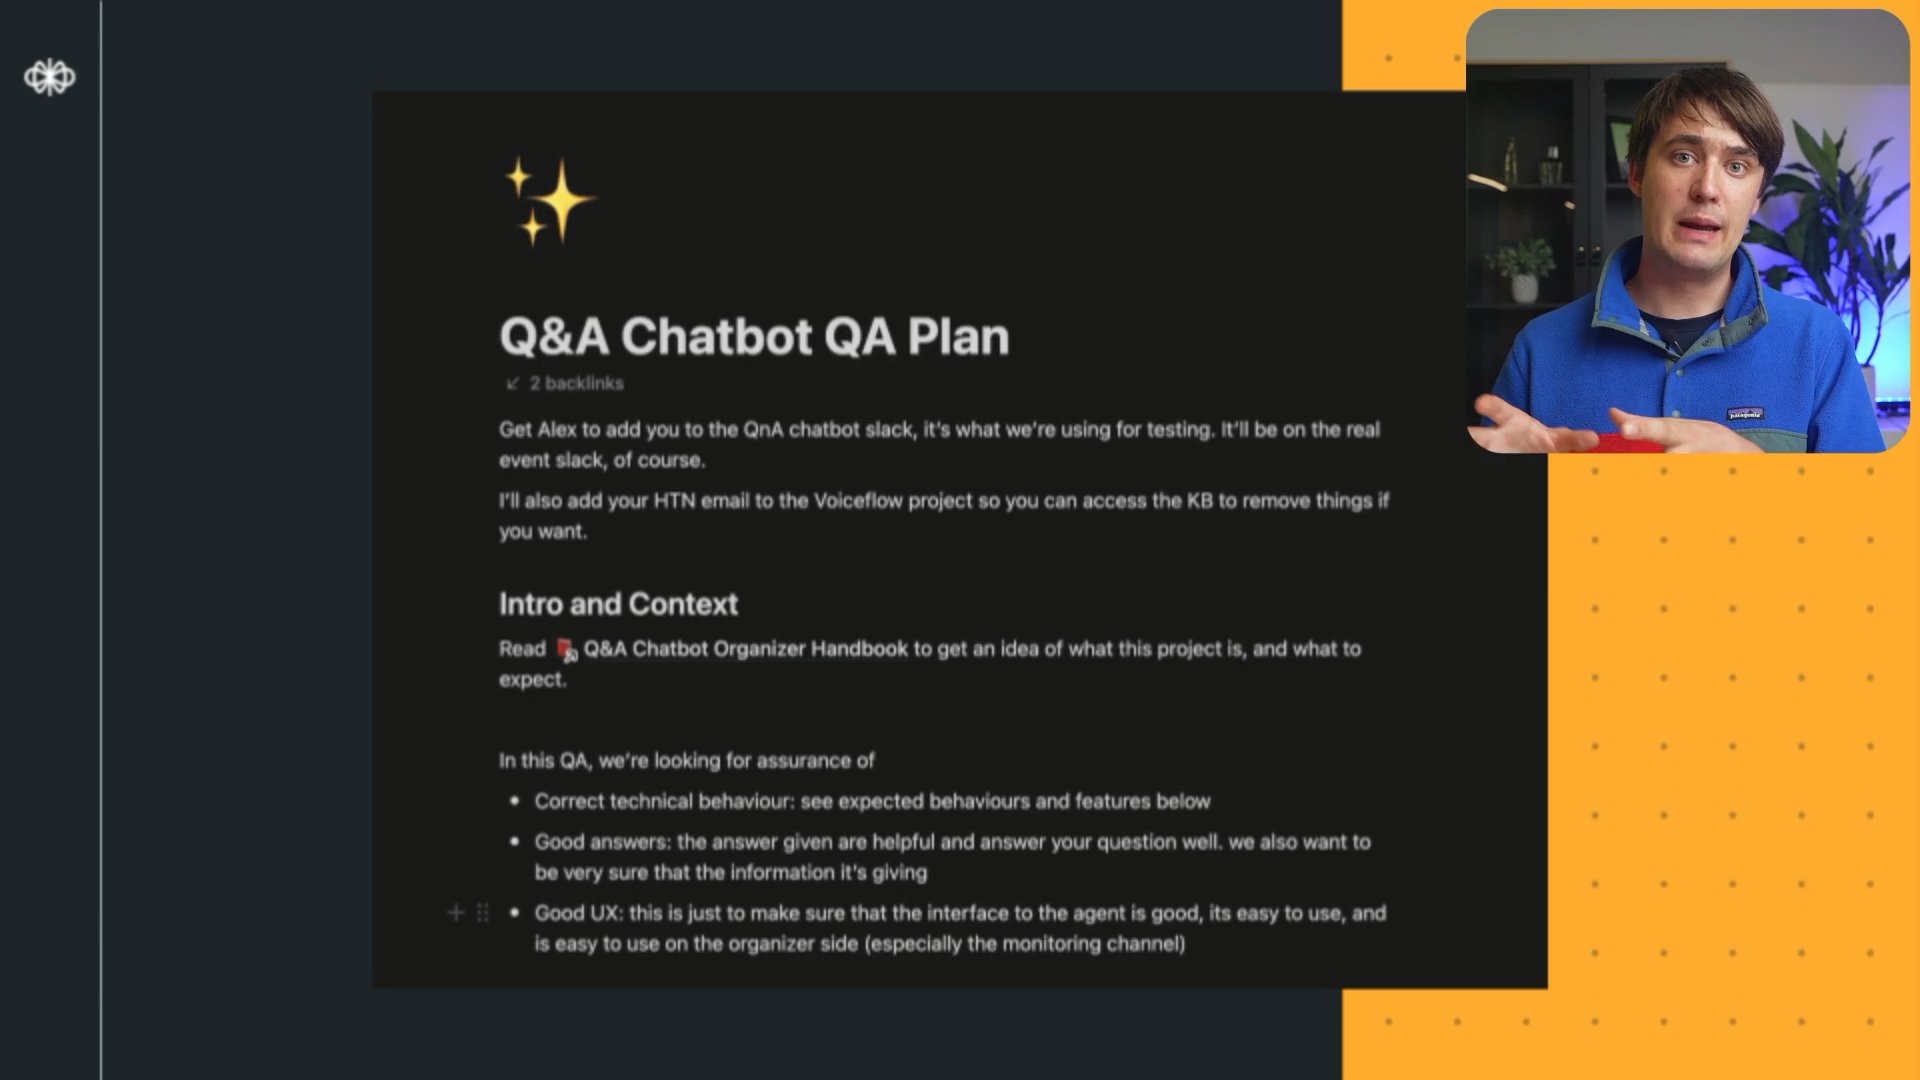 Q&A Chatbot QA Plan
2 backlinks
Get Alex to add you to the QnA chatbot slack, it's what we're using for testing. It'll be on the real
event slack, of course.
I'll also add your HTN email to the Voiceflow project so you can access the KB to remove things if
you want.
Intro and Context
Read Q&A Chatbot Organizer Handbook to get an idea of what this project is, and what to
expect.
In this QA, we're looking for assurance of
• Correct technical behaviour: see expected behaviours and features below
• Good answers: the answer given are helpful and answer your question well. we also want to
be very sure that the information it's giving
• Good UX: this is just to make sure that the interface to the agent is good, its easy to use, and
is easy to use on the organizer side (especially the monitoring channel)
patagonia